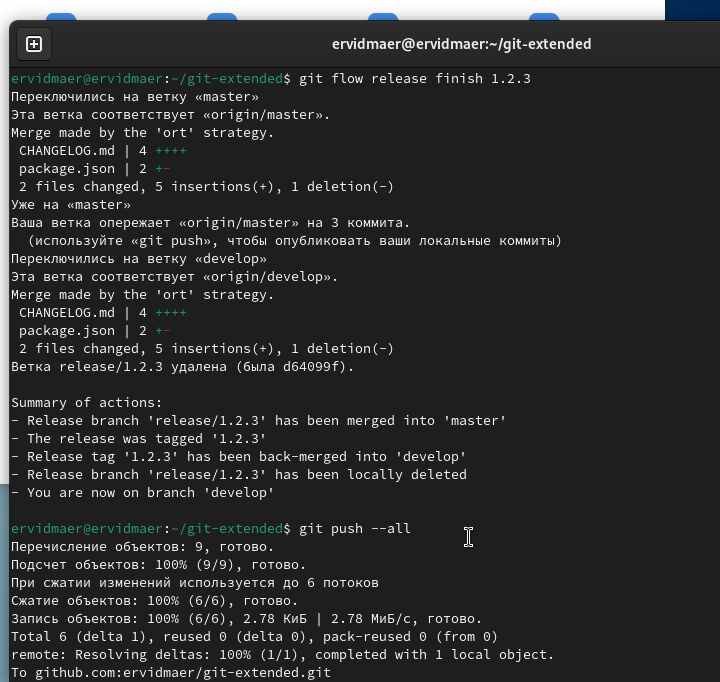 ervidmaer@ervidmaer:~/git-extended
ervidmaer@ervidmaer:~/git-extended$ git flow release finish 1.2.3
Переключились на ветку «master»
Эта ветка соответствует «origin/master».
Merge made by the 'ort' strategy.
 CHANGELOG.md | 4 ++++
 package.json | 2 +-
 2 files changed, 5 insertions(+), 1 deletion(-)
Уже на «master»
Ваша ветка опережает «origin/master» на 3 коммита.
  (используйте «git push», чтобы опубликовать ваши локальные коммиты)
Переключились на ветку «develop»
Эта ветка соответствует «origin/develop».
Merge made by the 'ort' strategy.
 CHANGELOG.md | 4 ++++
 package.json | 2 +-
 2 files changed, 5 insertions(+), 1 deletion(-)
Ветка release/1.2.3 удалена (была d64099f).

Summary of actions:
- Release branch 'release/1.2.3' has been merged into 'master'
- The release was tagged '1.2.3'
- Release tag '1.2.3' has been back-merged into 'develop'
- Release branch 'release/1.2.3' has been locally deleted
- You are now on branch 'develop'

ervidmaer@ervidmaer:~/git-extended$ git push --all
Перечисление объектов: 9, готово.
Подсчет объектов: 100% (9/9), готово.
При сжатии изменений используется до 6 потоков
Сжатие объектов: 100% (6/6), готово.
Запись объектов: 100% (6/6), 2.78 КиБ | 2.78 МиБ/с, готово.
Total 6 (delta 1), reused 0 (delta 0), pack-reused 0 (from 0)
remote: Resolving deltas: 100% (1/1), completed with 1 local object.
To github.com:ervidmaer/git-extended.git